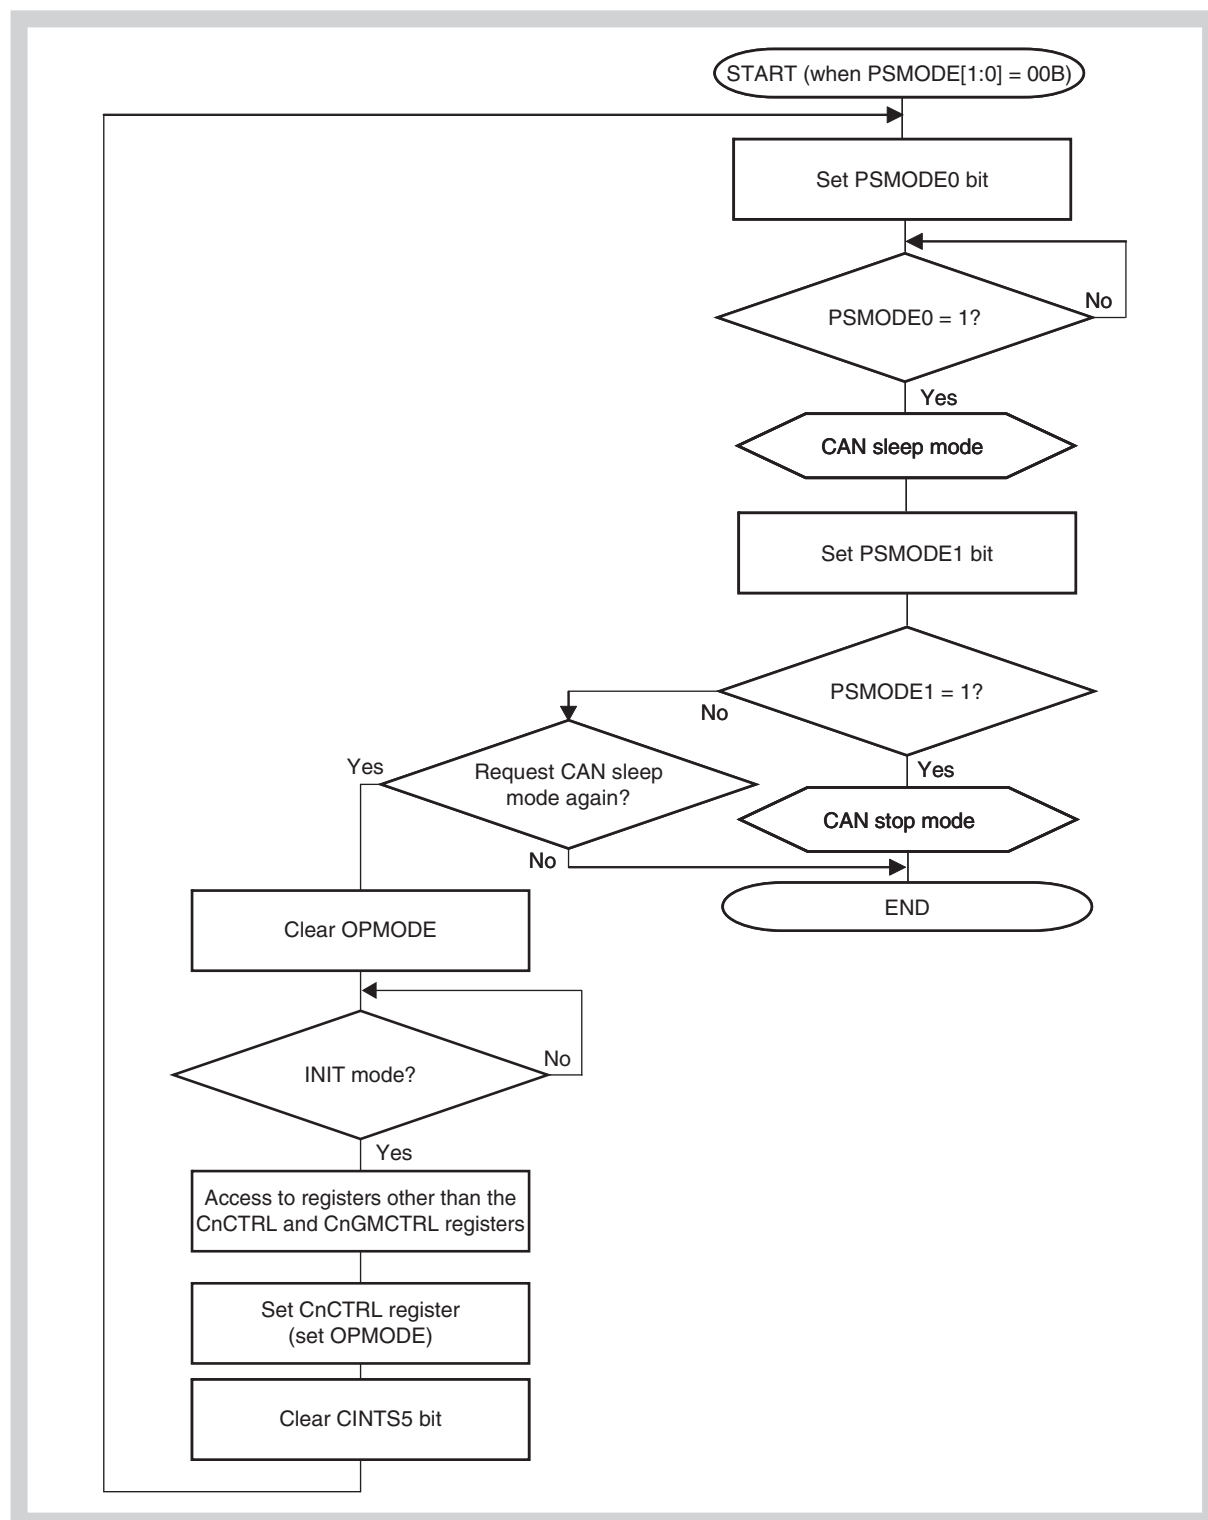 START (when PSMODE[1:0] = 00B)
Set PSMODE0 bit
PSMODE0 = 1?
No
Yes
CAN sleep mode
Set PSMODE1 bit
PSMODE1 = 1?
No
Yes
Request CAN sleep
mode again?
Yes
No
CAN stop mode
END
Clear OPMODE
INIT mode?
No
Yes
Access to registers other than the
CnCTRL and CnGMCTRL registers
Set CnCTRL register
(set OPMODE)
Clear CINTS5 bit